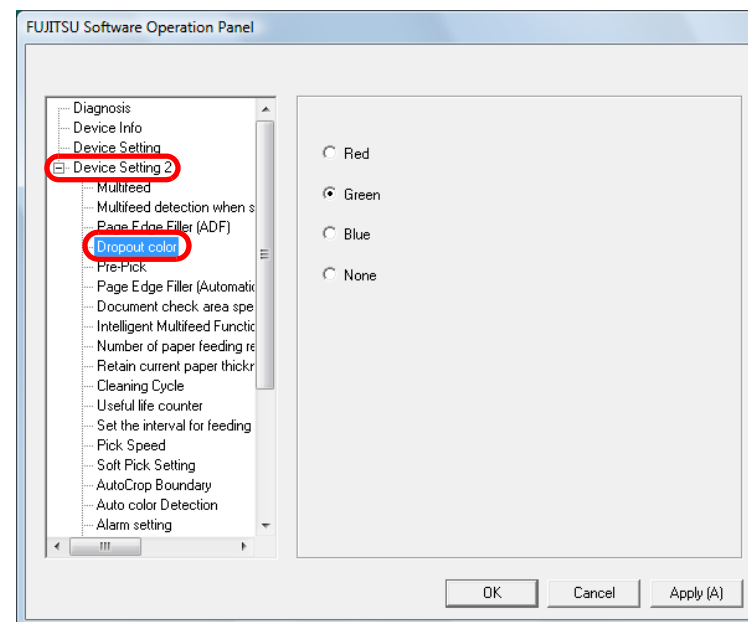 FUJITSU Software Operation Panel
Diagnosis
Device Info
Device Setting
Device Setting 2
Multifeed
Multifeed detection when s
Page Edge Filler (ADF)
Dropout color
Pre-Pick
Page Edge Filler (Automatic
Document check area spe
Intelligent Multifeed Functic
Number of paper feeding re
Retain current paper thickr
Cleaning Cycle
Useful life counter
Set the interval for feeding
Pick Speed
Soft Pick Setting
AutoCrop Boundary
Auto color Detection
Alarm setting
Red
Green
Blue
None
OK Cancel Apply (A)